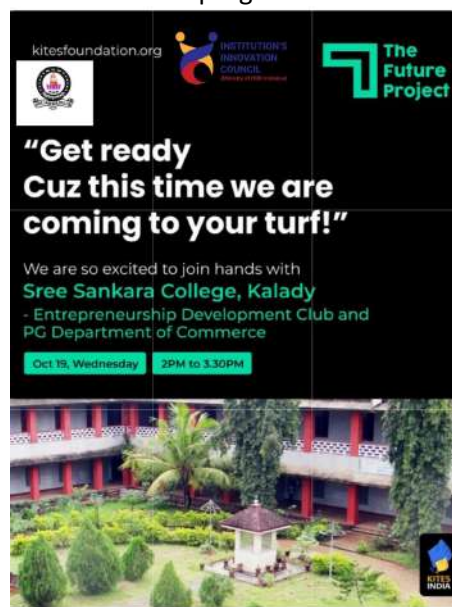 kitesfoundation.org
INSTITUTION'S
INNOVATION
COUNCIL
The
Future
Project
“Get ready
Cuz this time we are
coming to your turf!”
We are so excited to join hands with
Sree Sankara College, Kalady
- Entrepreneurship Development Club and
PG Department of Commerce
Oct 19, Wednesday
2PM to 3.30PM
KITES
INDIA